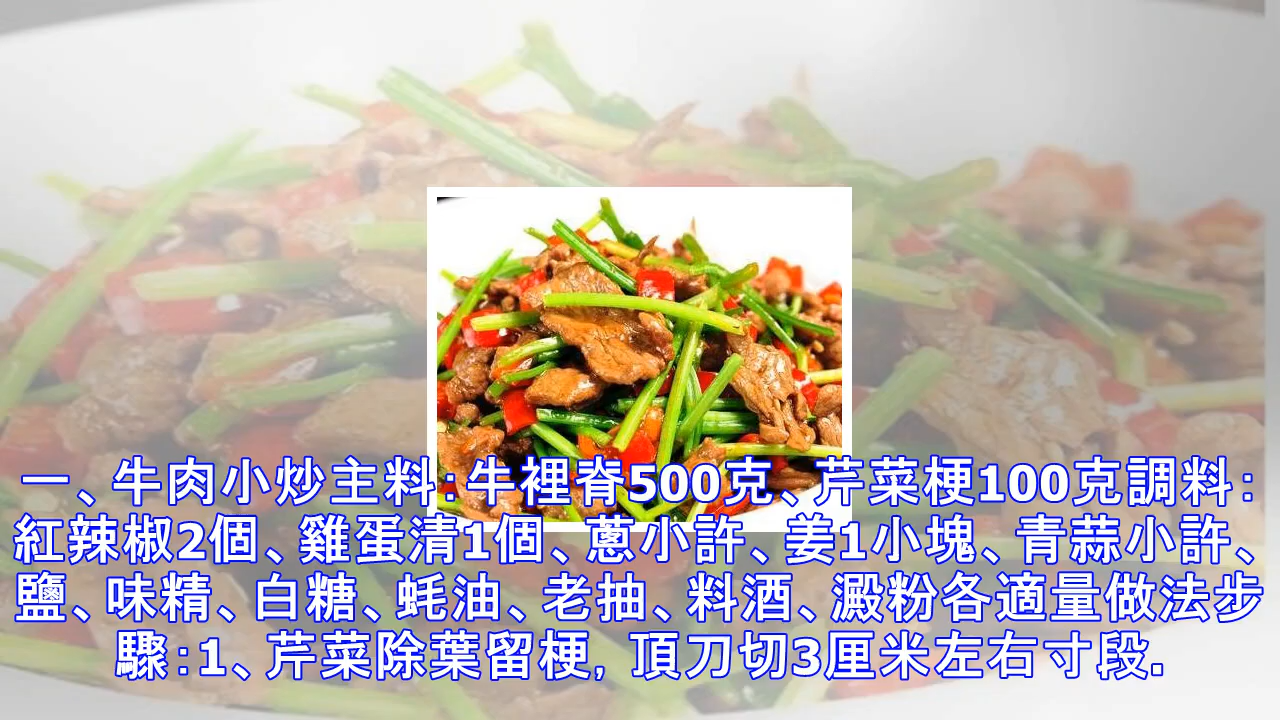 一、牛肉小炒主料：牛裡脊500克、芹菜梗100克調料：
紅辣椒2個、雞蛋清1個、蔥小許、姜1小塊、青蒜小許、
鹽、味精、白糖、蚝油、老抽、料酒、澱粉各適量做法步
驟：1、芹菜除葉留梗, 頂刀切3厘米左右寸段.